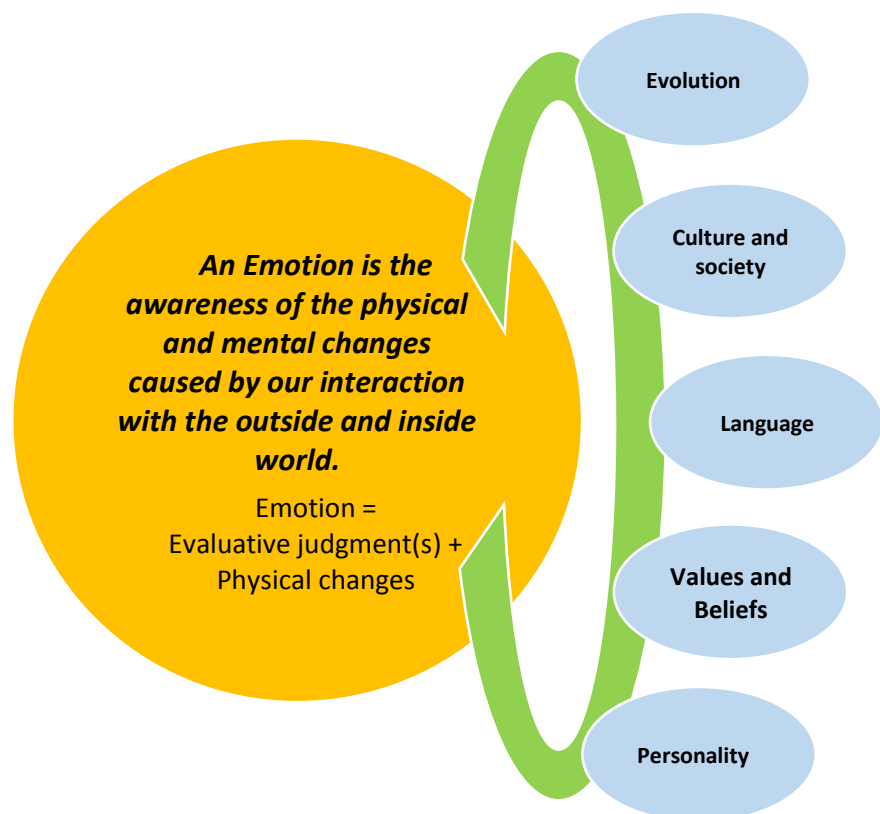 An Emotion is the
awareness of the physical
and mental changes
caused by our interaction
with the outside and inside
world.
Emotion =
Evaluative judgment(s) +
Physical changes
Evolution
Culture and
society
Language
Values and
Beliefs
Personality